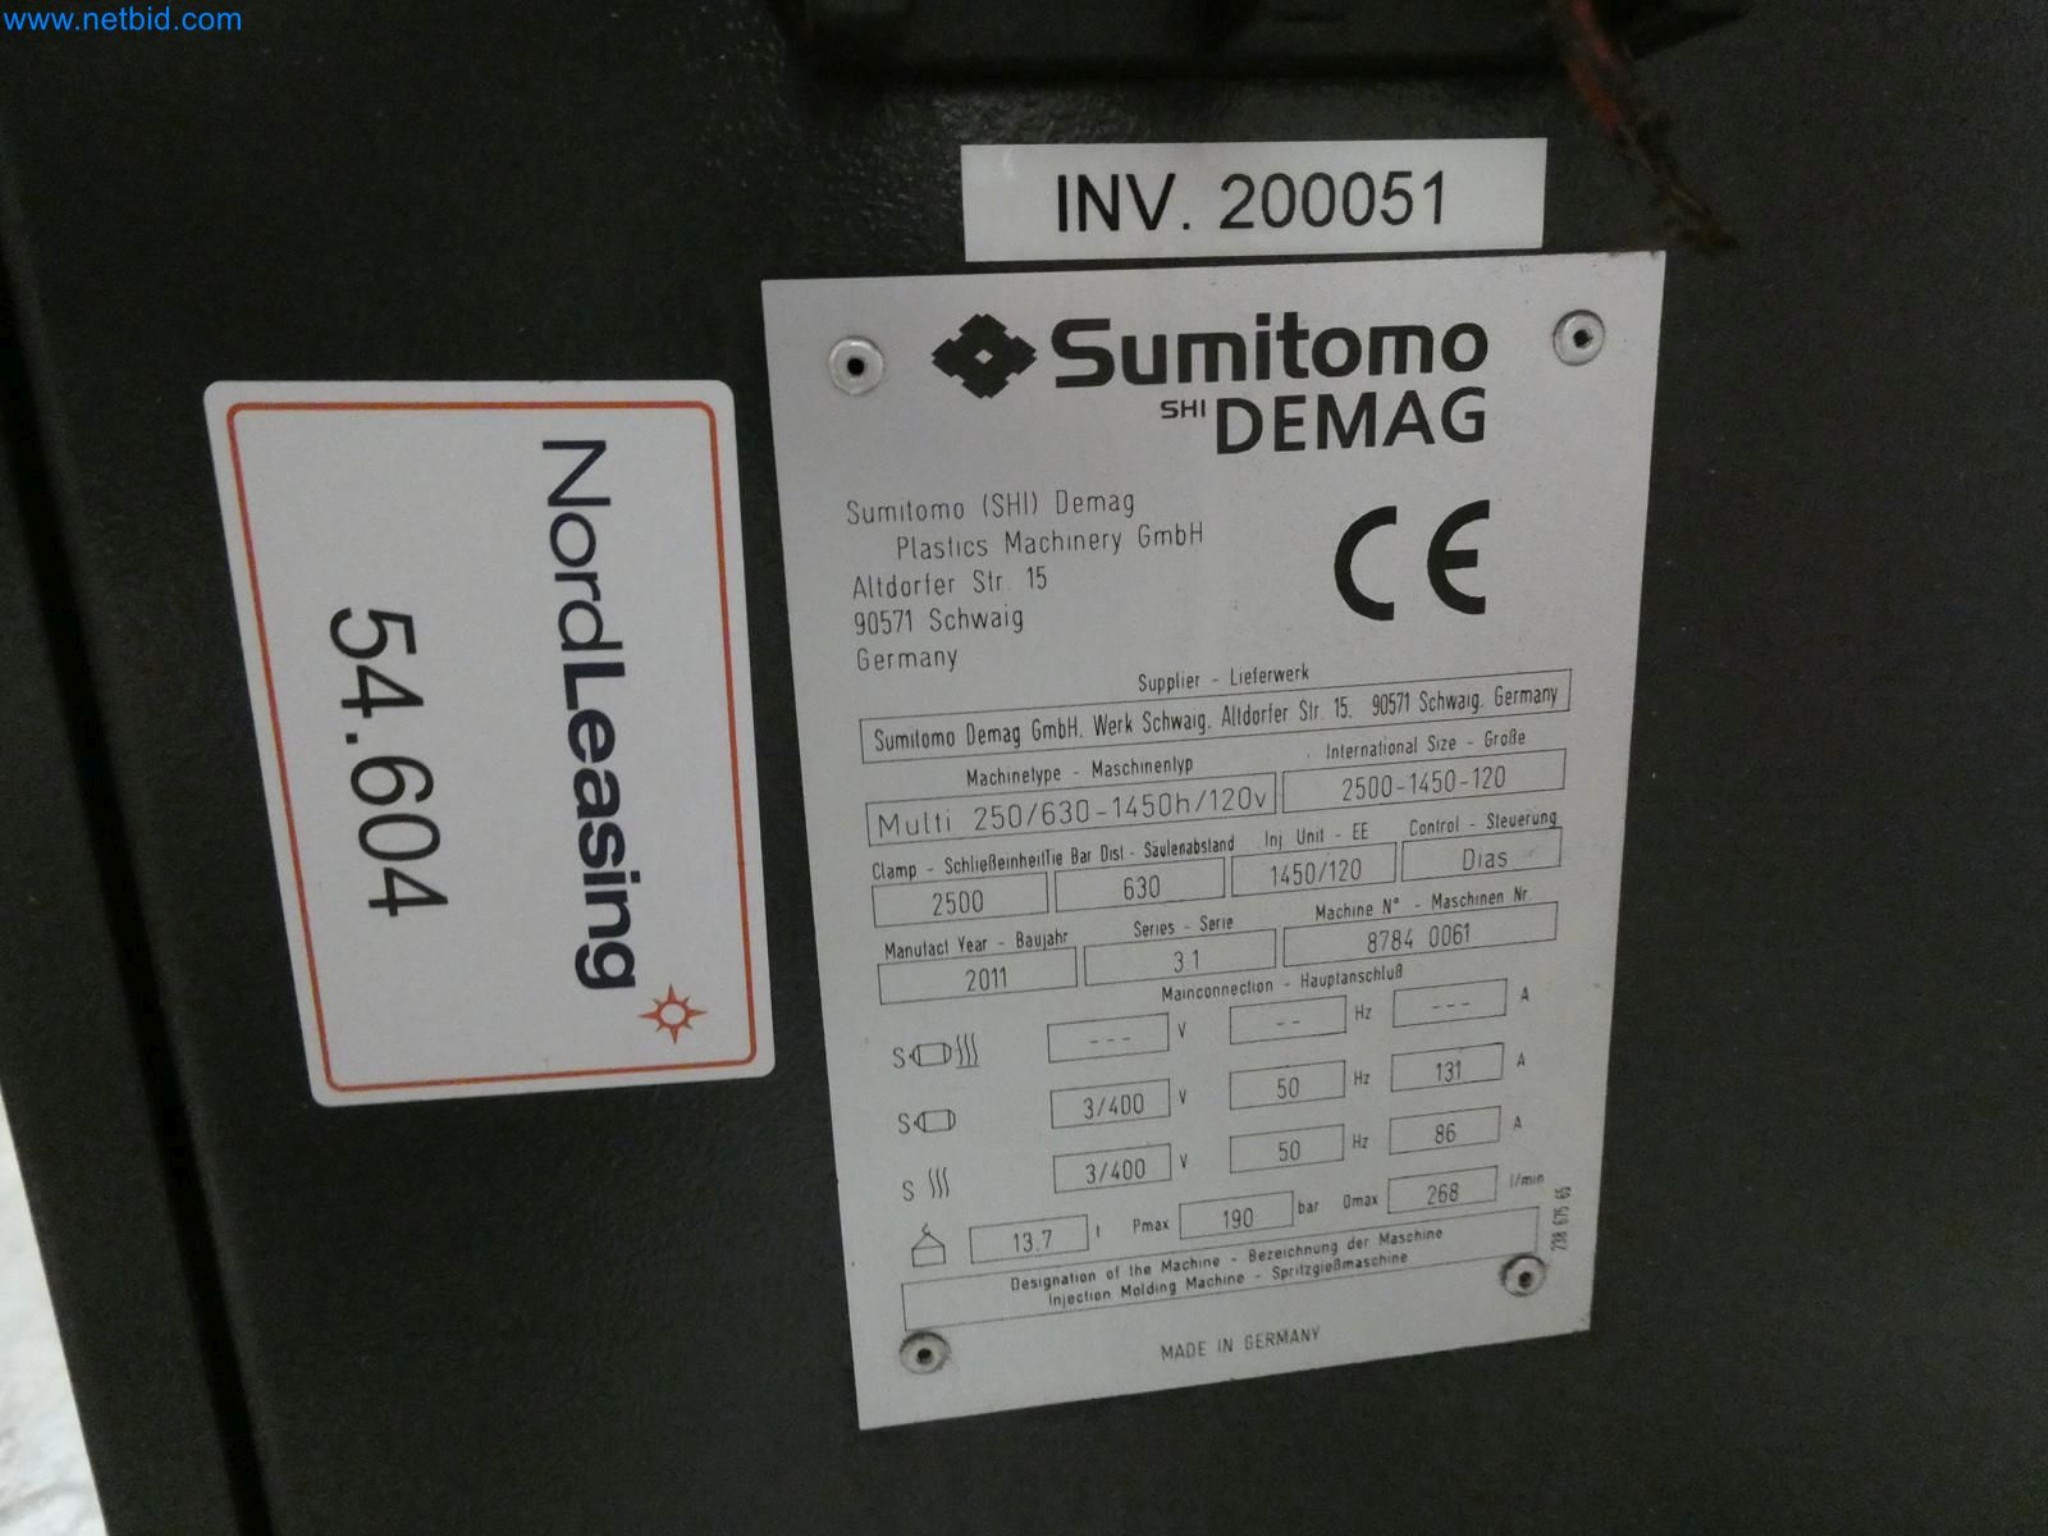 www.netbid.com
INV. 200051
NordLeasing
54.604
Sumitomo
SHI DEMAG
Sumitomo (SHI) Demag
Plastics Machinery GmbH
Altdorfer Str. 15
90571 Schwaig
Germany
CE
Supplier - Lieferwerk
Sumitomo Demag GmbH. Werk Schwaig. Altdorfer Str. 15. 90571 Schwaig. Germany
Machinetype - Maschinentyp International Size - Große
Multi 250/630-1450h/120v 2500-1450-120
Clamp - Schließeinheit Tie Bar Dist - Säulenabstand Inj Unit - EE Control - Steuerung
2500 630 1450/120 Dias
Manufact Year - Baujahr Series - Serie Machine N° - Maschinen Nr.
2011 3.1 8784 0061
Mainconnection - Hauptanschluß
S --- V -- Hz --- A
S 3/400 V 50 Hz 131 A
S 3/400 V 50 Hz 86 A
13.7 t Pmax 190 bar Qmax 268 l/min
Designation of the Machine - Bezeichnung der Maschine
Injection Molding Machine - Spritzgießmaschine
238 675 65
MADE IN GERMANY